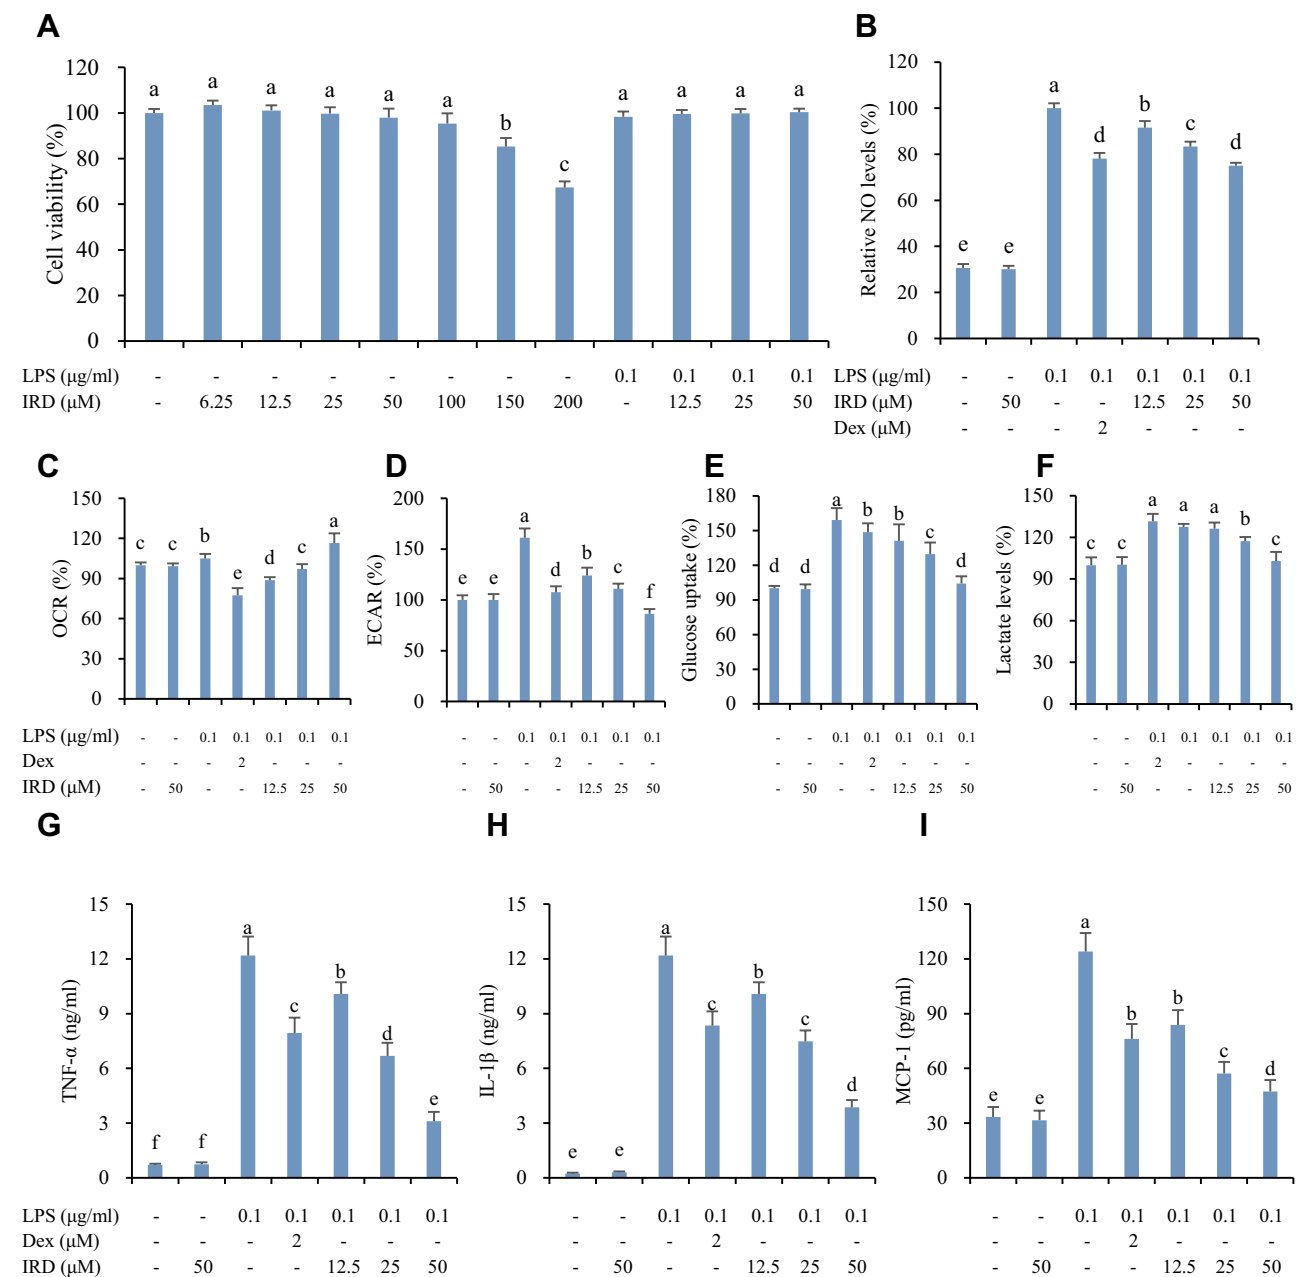 A
Cell viability (%)
120
100
80
60
40
20
0
a a a a a a b c a a a a
LPS (μg/ml) - - - - - - - - 0.1 0.1 0.1 0.1
IRD (μM) - 6.25 12.5 25 50 100 150 200 - 12.5 25 50
B
Relative NO levels (%)
120
100
80
60
40
20
0
e e a d b c d
LPS (μg/ml) - - 0.1 0.1 0.1 0.1 0.1
IRD (μM) - 50 - - 12.5 25 50
Dex (μM) - - - 2 - - -
C
OCR (%)
150
120
90
60
30
0
c c b e d c a
LPS (μg/ml) - - 0.1 0.1 0.1 0.1 0.1
Dex - - - 2 - - -
IRD (μM) - 50 - - 12.5 25 50
D
ECAR (%)
200
150
100
50
0
e e a d b c f
- - 0.1 0.1 0.1 0.1 0.1
- - - 2 - - -
- 50 - - 12.5 25 50
E
Glucose uptake (%)
180
150
120
90
60
30
0
d d a b b c d
- - 0.1 0.1 0.1 0.1 0.1
- - - 2 - - -
- 50 - - 12.5 25 50
F
Lactate levels (%)
150
120
90
60
30
0
c c a a a b c
- - 0.1 0.1 0.1 0.1 0.1
- - 2 - - - -
- 50 - - 12.5 25 50
G
TNF-α (ng/ml)
15
12
9
6
3
0
f f a c b d e
LPS (μg/ml) - - 0.1 0.1 0.1 0.1 0.1
Dex (μM) - - - 2 - - -
IRD (μM) - 50 - - 12.5 25 50
H
IL-1β (ng/ml)
15
12
9
6
3
0
e e a c b c d
- - 0.1 0.1 0.1 0.1 0.1
- - - 2 - - -
- 50 - - 12.5 25 50
I
MCP-1 (pg/ml)
150
120
90
60
30
0
e e a b b c d
- - 0.1 0.1 0.1 0.1 0.1
- - - 2 - - -
- 50 - - 12.5 25 50